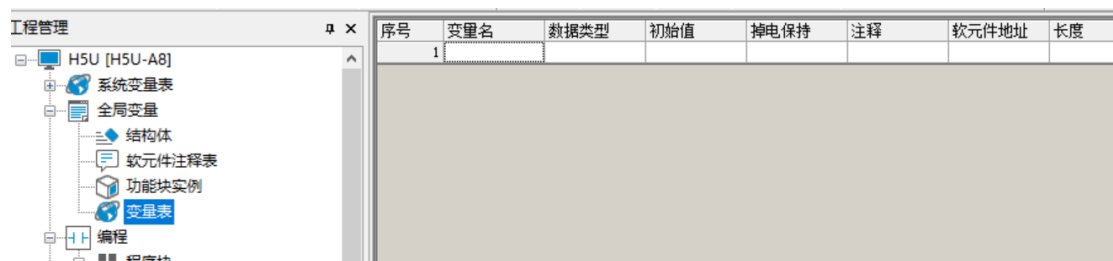 工程管理
序号 变量名 数据类型 初始值 掉电保持 注释 软元件地址 长度
1
H5U [H5U-A8]
系统变量表
全局变量
结构体
软元件注释表
功能块实例
变量表
编程
程序块